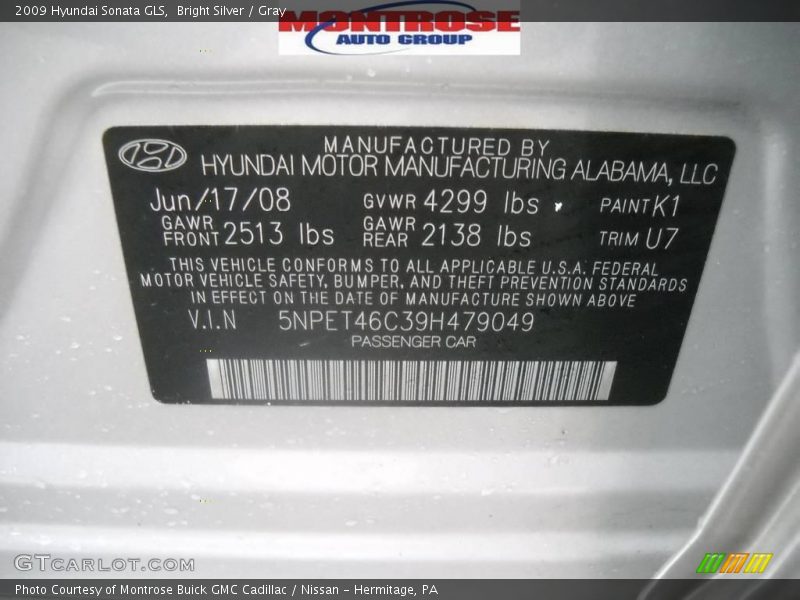 2009 Hyundai Sonata GLS, Bright Silver / Gray
MONTROSE
AUTO GROUP
MANUFACTURED BY
HYUNDAI MOTOR MANUFACTURING ALABAMA, LLC
Jun/17/08 GVWR 4299 lbs PAINT K1
GAWR FRONT 2513 lbs GAWR REAR 2138 lbs TRIM U7
THIS VEHICLE CONFORMS TO ALL APPLICABLE U.S.A. FEDERAL
MOTOR VEHICLE SAFETY, BUMPER, AND THEFT PREVENTION STANDARDS
IN EFFECT ON THE DATE OF MANUFACTURE SHOWN ABOVE
V.I.N 5NPET46C39H479049
PASSENGER CAR
GTCARLOT.COM
Photo Courtesy of Montrose Buick GMC Cadillac / Nissan - Hermitage, PA